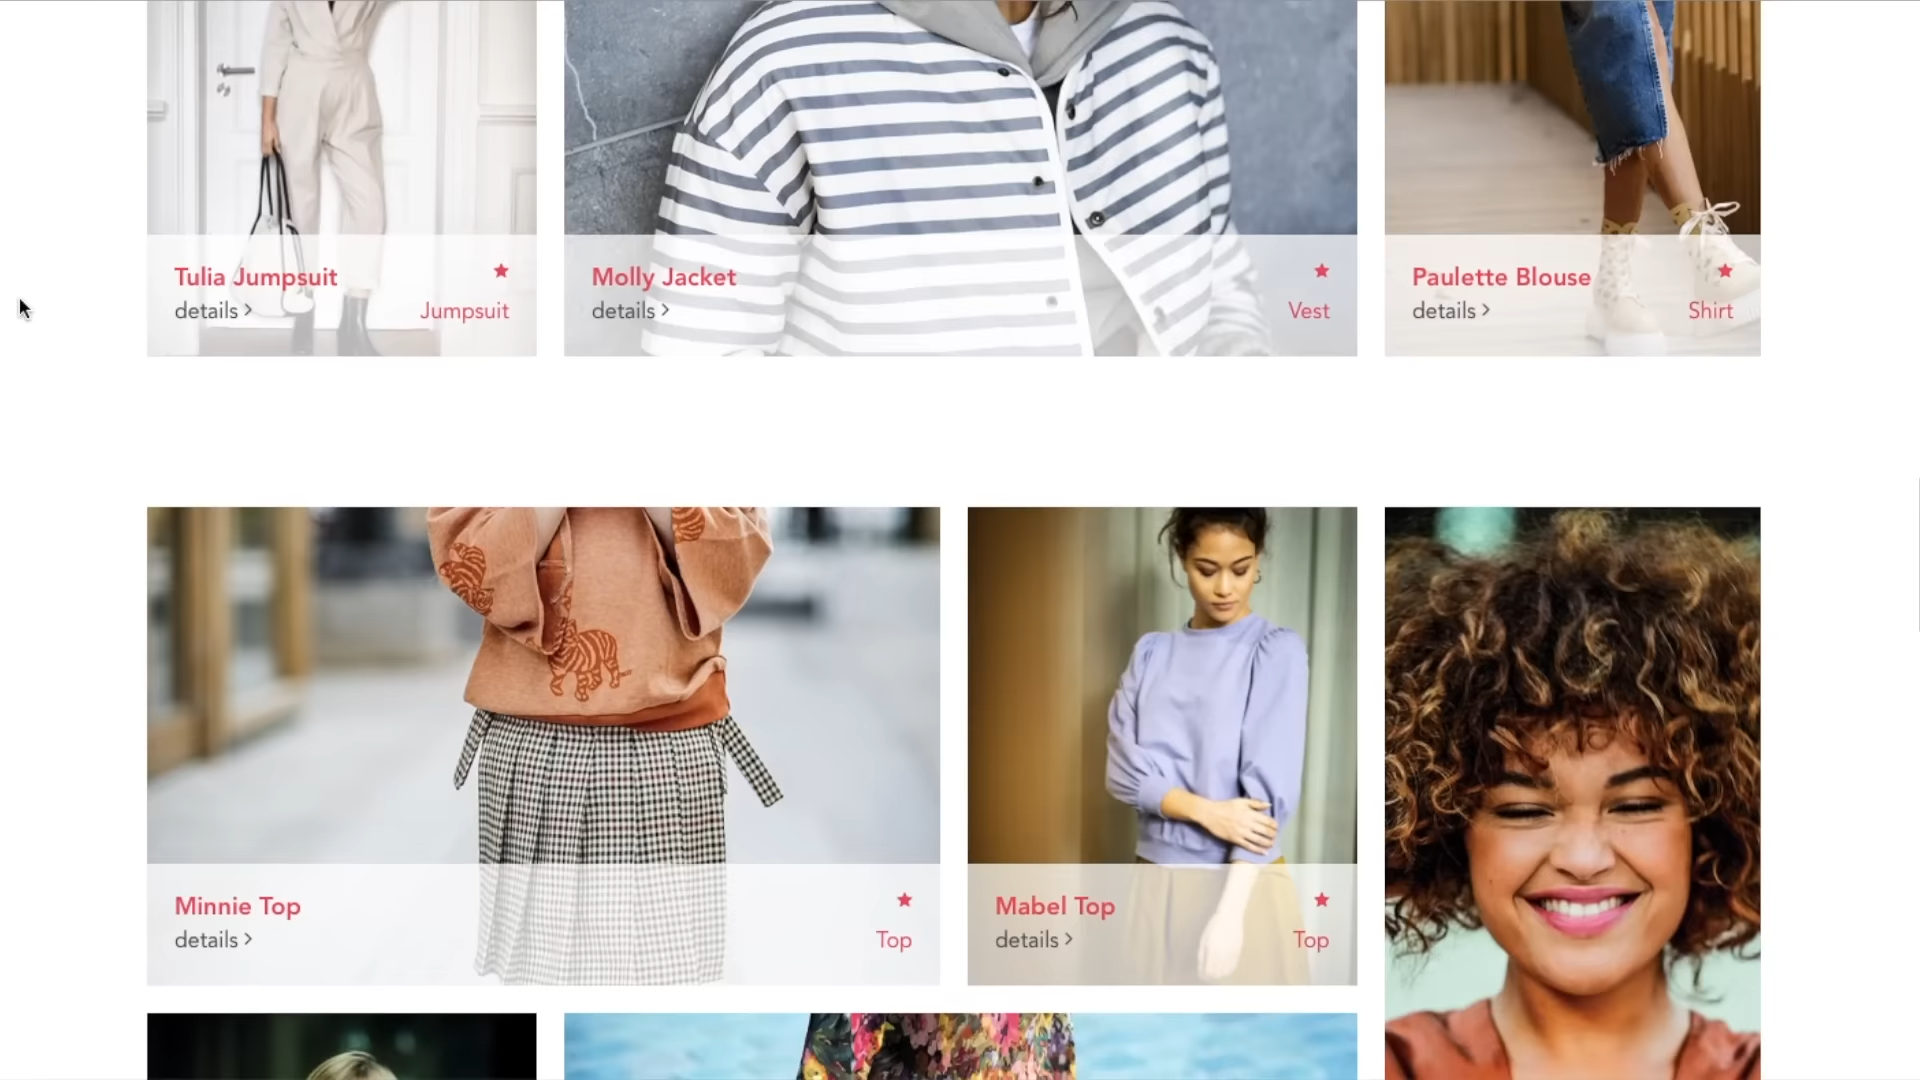 Tulia Jumpsuit
details >
Jumpsuit
Molly Jacket
details >
Vest
Paulette Blouse
details >
Shirt
Minnie Top
details >
Top
Mabel Top
details >
Top